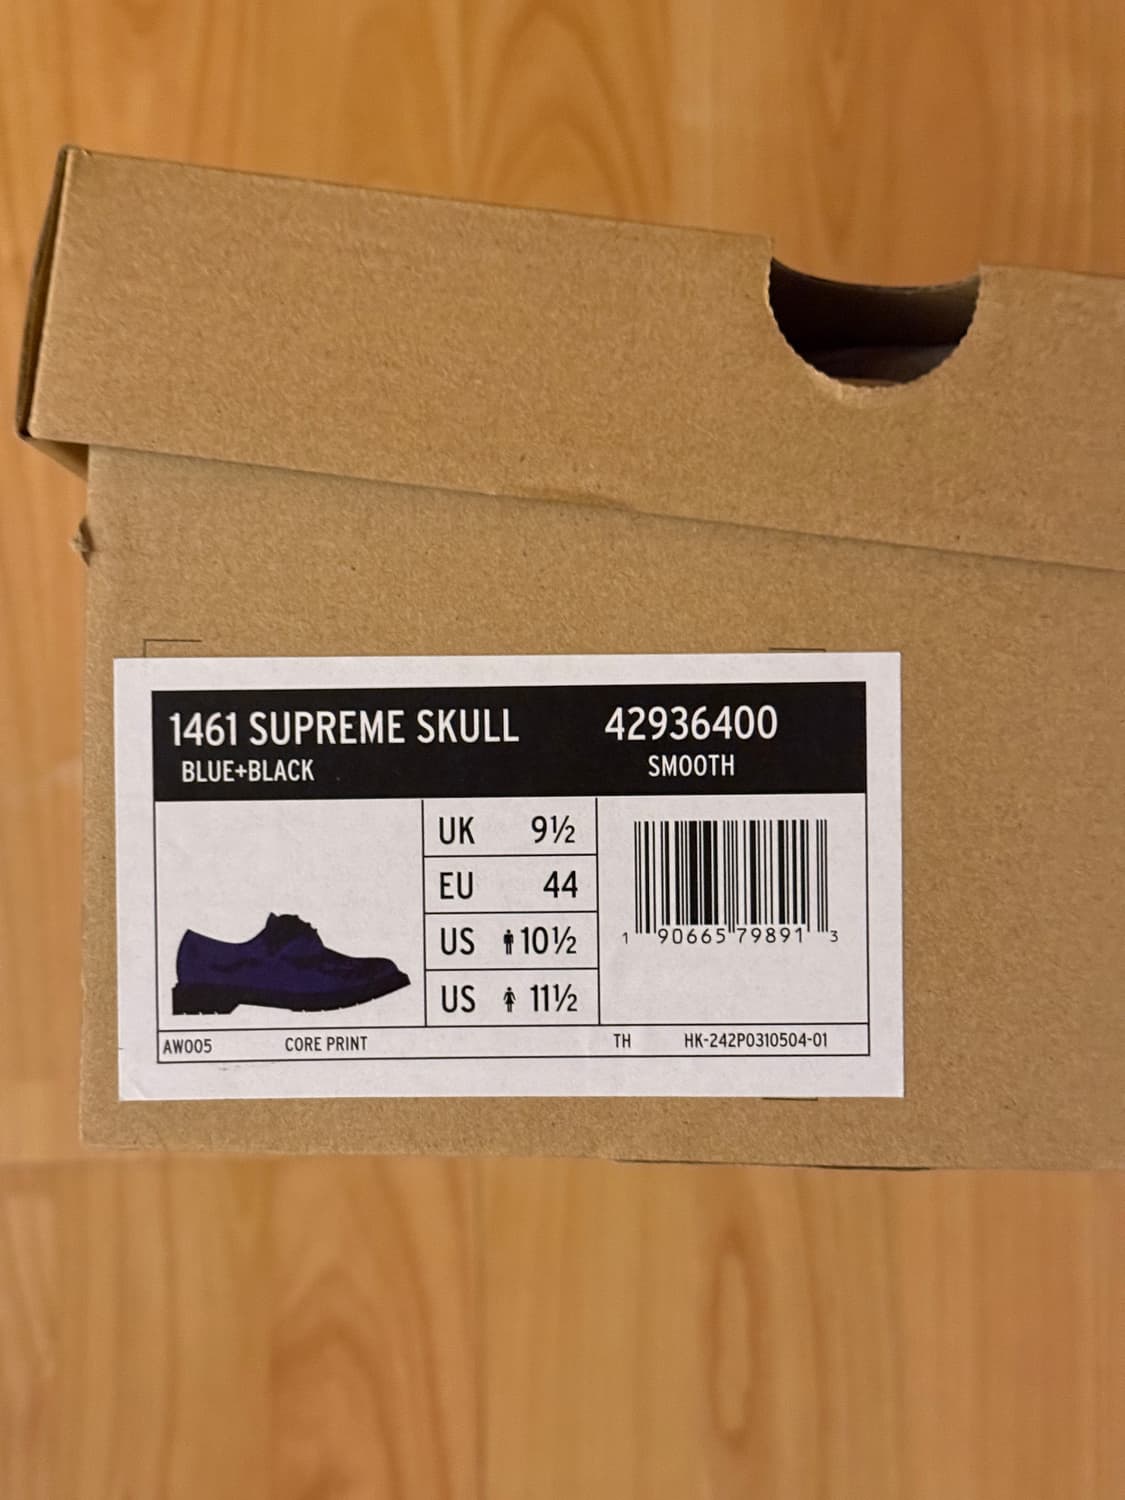 1461 SUPREME SKULL 42936400
BLUE+BLACK SMOOTH
UK 9½
EU 44
US 10½
US 11½
1 90665 79891 3
AW005 CORE PRINT TH HK-242P0310504-01